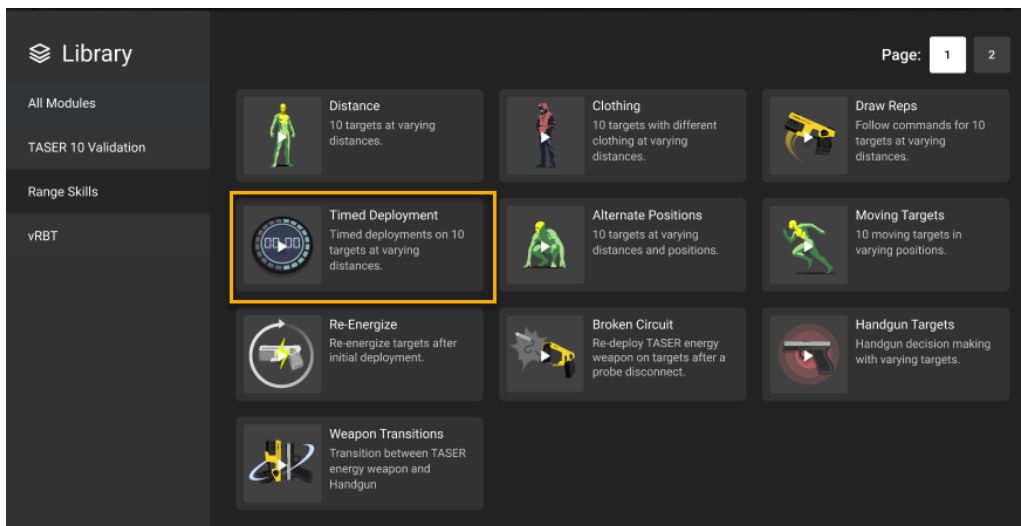 Library
Page: 1 2
All Modules
TASER 10 Validation
Range Skills
vRBT
Distance
10 targets at varying
distances.
Clothing
10 targets with different
clothing at varying
distances.
Draw Reps
Follow commands for 10
targets at varying
distances.
00:00
Timed Deployment
Timed deployments on 10
targets at varying
distances.
Alternate Positions
10 targets at varying
distances and positions.
Moving Targets
10 moving targets in
varying positions.
Re-Energize
Re-energize targets after
initial deployment.
Broken Circuit
Re-deploy TASER energy
weapon on targets after a
probe disconnect.
Handgun Targets
Handgun decision making
with varying targets.
Weapon Transitions
Transition between TASER
energy weapon and
Handgun